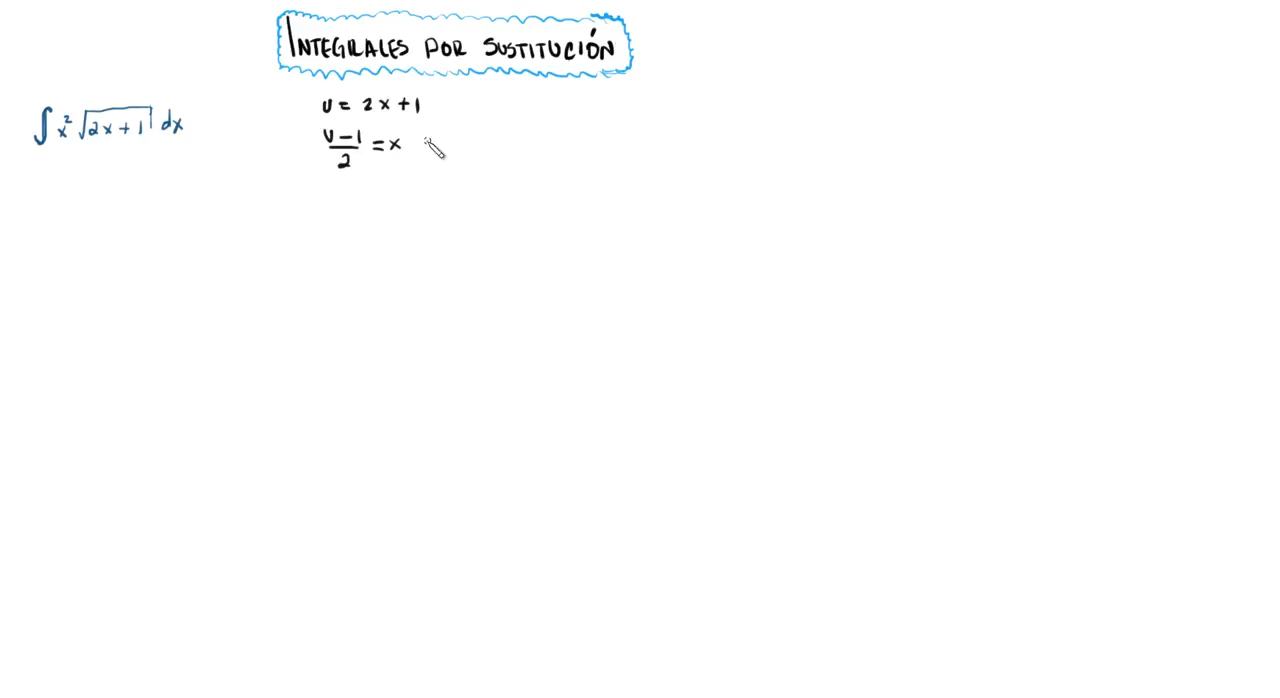 INTEGRALES POR SUSTITUCIÓN
∫ x² √(2x + 1) dx
u = 2x + 1
(u - 1)/2 = x